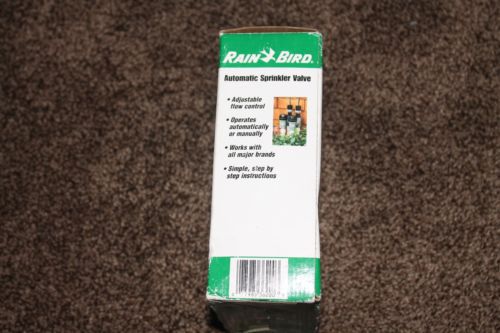 RAIN BIRD
Automatic Sprinkler Valve
• Adjustable
flow control
• Operates
automatically
or manually
• Works with
all major brands
• Simple, step by
step instructions